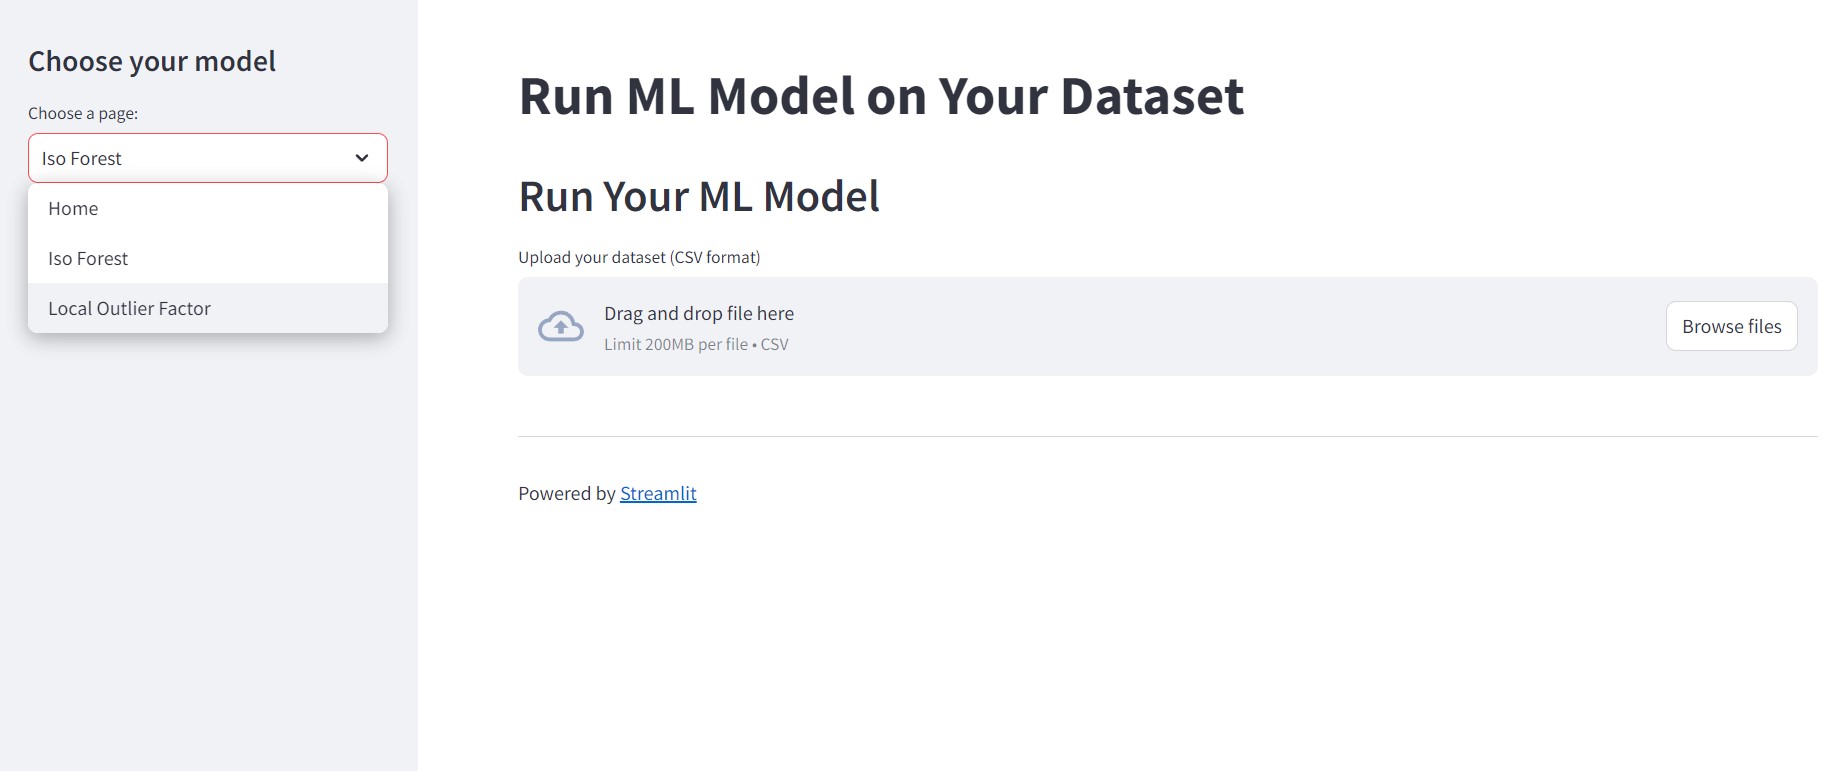 Choose your model
Choose a page:
Iso Forest
Home
Iso Forest
Local Outlier Factor
Run ML Model on Your Dataset
Run Your ML Model
Upload your dataset (CSV format)
Drag and drop file here
Limit 200MB per file • CSV
Browse files
Powered by Streamlit